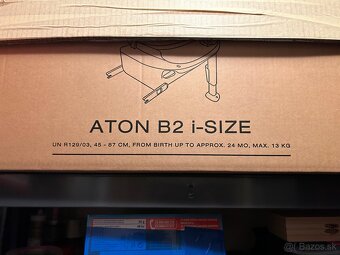 ATON B2 i-SIZE
UN R129/03, 45 - 87 CM, FROM BIRTH UP TO APPROX. 24 MO, MAX. 13 KG
Bazos.sk